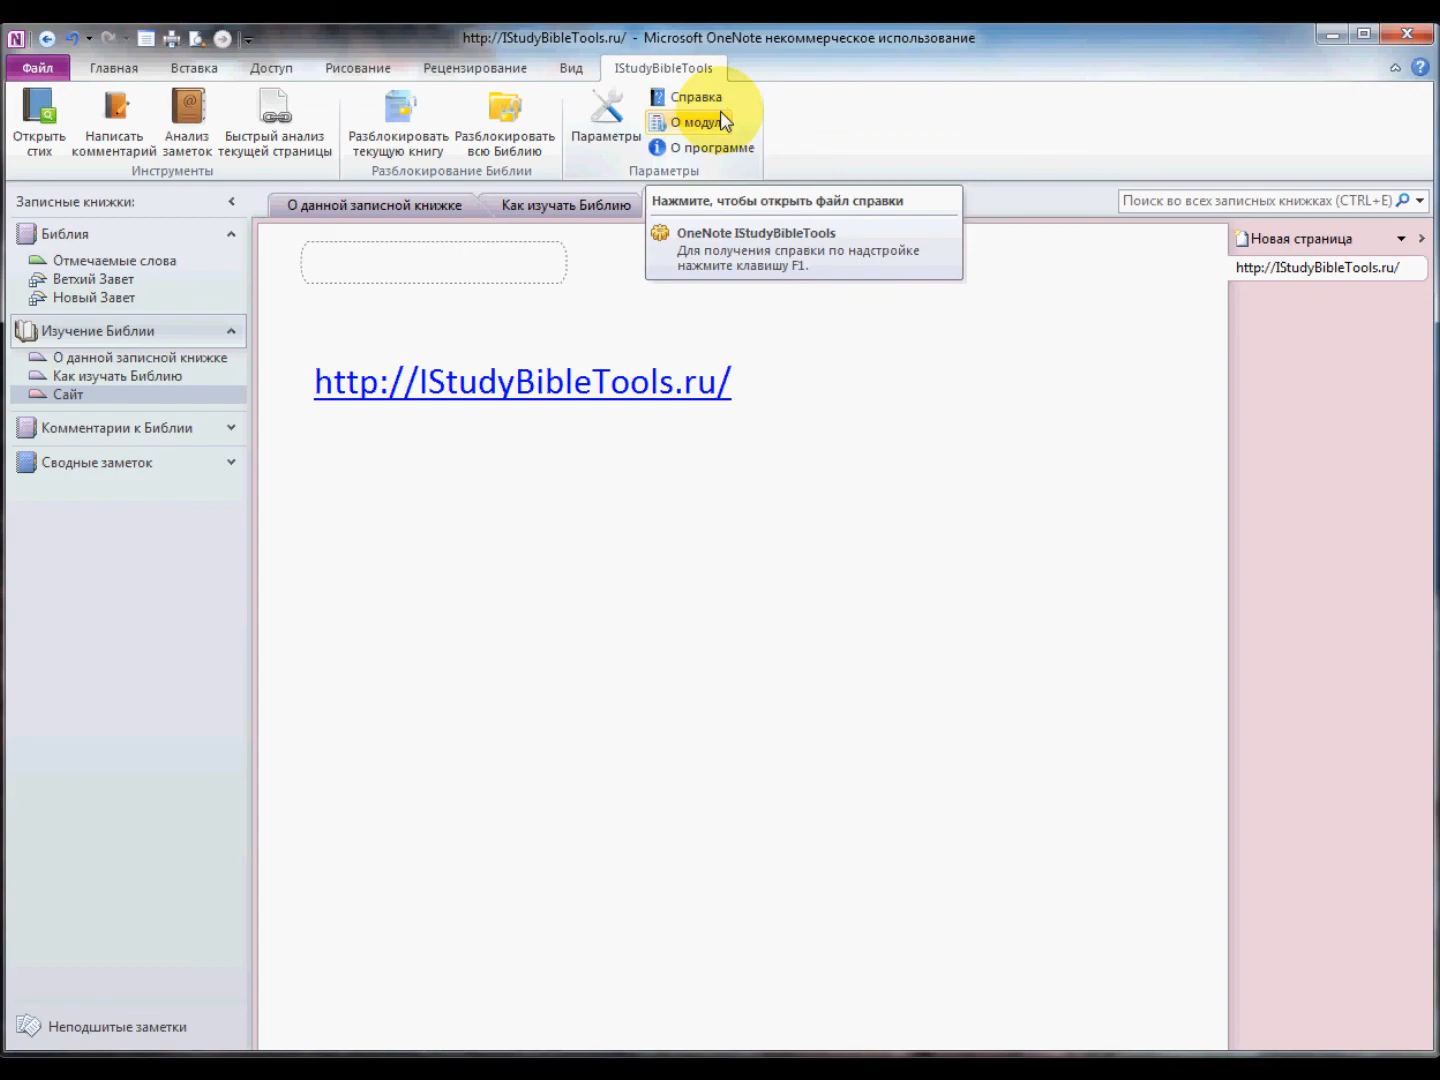 http://IStudyBibleTools.ru/ - Microsoft OneNote некоммерческое использование
Файл Главная Вставка Доступ Рисование Рецензирование Вид IStudyBibleTools
Открыть стих
Написать комментарий
Анализ заметок
Быстрый анализ текущей страницы
Инструменты
Разблокировать текущую книгу
Разблокировать всю Библию
Разблокирование Библии
Параметры
Справка
О модул
О программе
Параметры
Записные книжки:
О данной записной книжке
Как изучать Библию
Нажмите, чтобы открыть файл справки
OneNote IStudyBibleTools
Для получения справки по надстройке
нажмите клавишу F1.
Поиск во всех записных книжках (CTRL+E)
Библия
Отмечаемые слова
Ветхий Завет
Новый Завет
Изучение Библии
О данной записной книжке
Как изучать Библию
Сайт
Комментарии к Библии
Сводные заметок
Неподшитые заметки
http://IStudyBibleTools.ru/
Новая страница
http://IStudyBibleTools.ru/